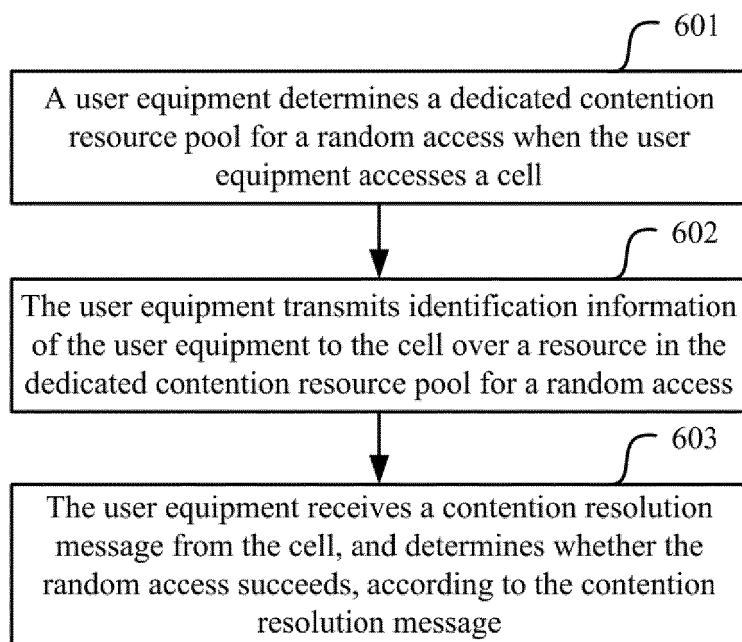 601
A user equipment determines a dedicated contention
resource pool for a random access when the user
equipment accesses a cell
602
The user equipment transmits identification information
of the user equipment to the cell over a resource in the
dedicated contention resource pool for a random access
603
The user equipment receives a contention resolution
message from the cell, and determines whether the
random access succeeds, according to the contention
resolution message